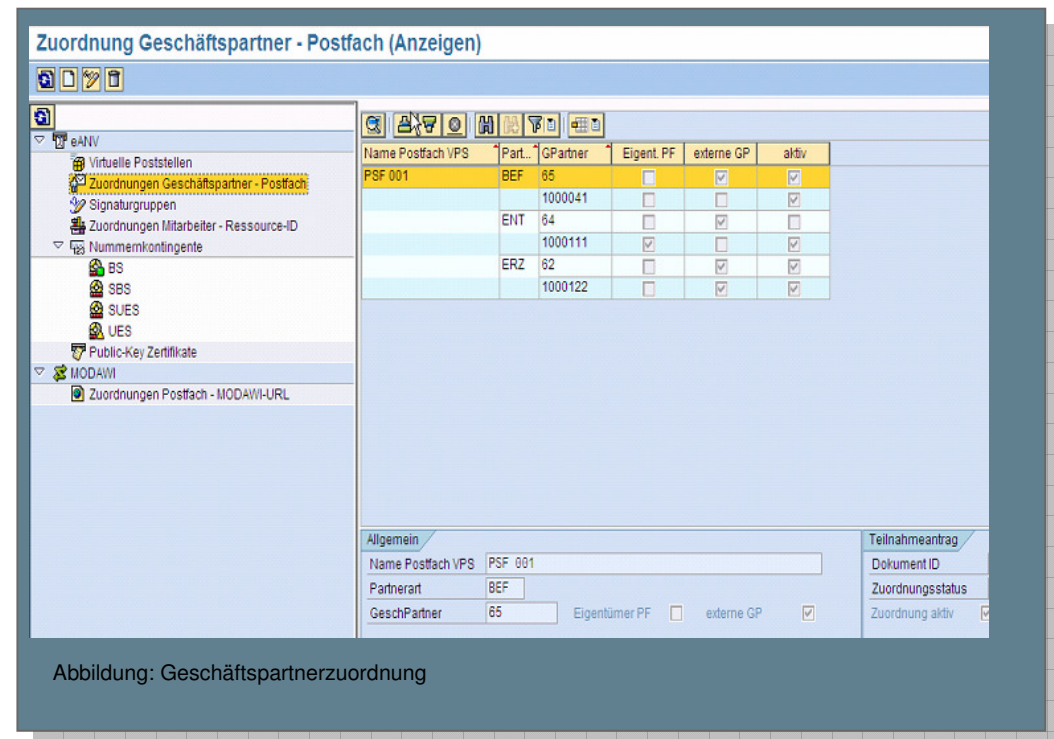 Zuordnung Geschäftspartner - Postfach (Anzeigen)
eANV
Virtuelle Poststellen
Zuordnungen Geschäftspartner - Postfach
Signaturgruppen
Zuordnungen Mitarbeiter - Ressource-ID
Nummernkontingente
BS
SBS
SUES
UES
Public-Key Zertifikate
MODAWI
Zuordnungen Postfach - MODAWI-URL
Name Postfach VPS Part... GPartner Eigent. PF externe GP aktiv
PSF 001 BEF 65
1000041
ENT 64
1000111
ERZ 62
1000122
Allgemein
Name Postfach VPS PSF 001
Partnerart BEF
GeschPartner 65 Eigentümer PF externe GP
Teilnahmeantrag
Dokument ID
Zuordnungsstatus
Zuordnung aktiv
Abbildung: Geschäftspartnerzuordnung